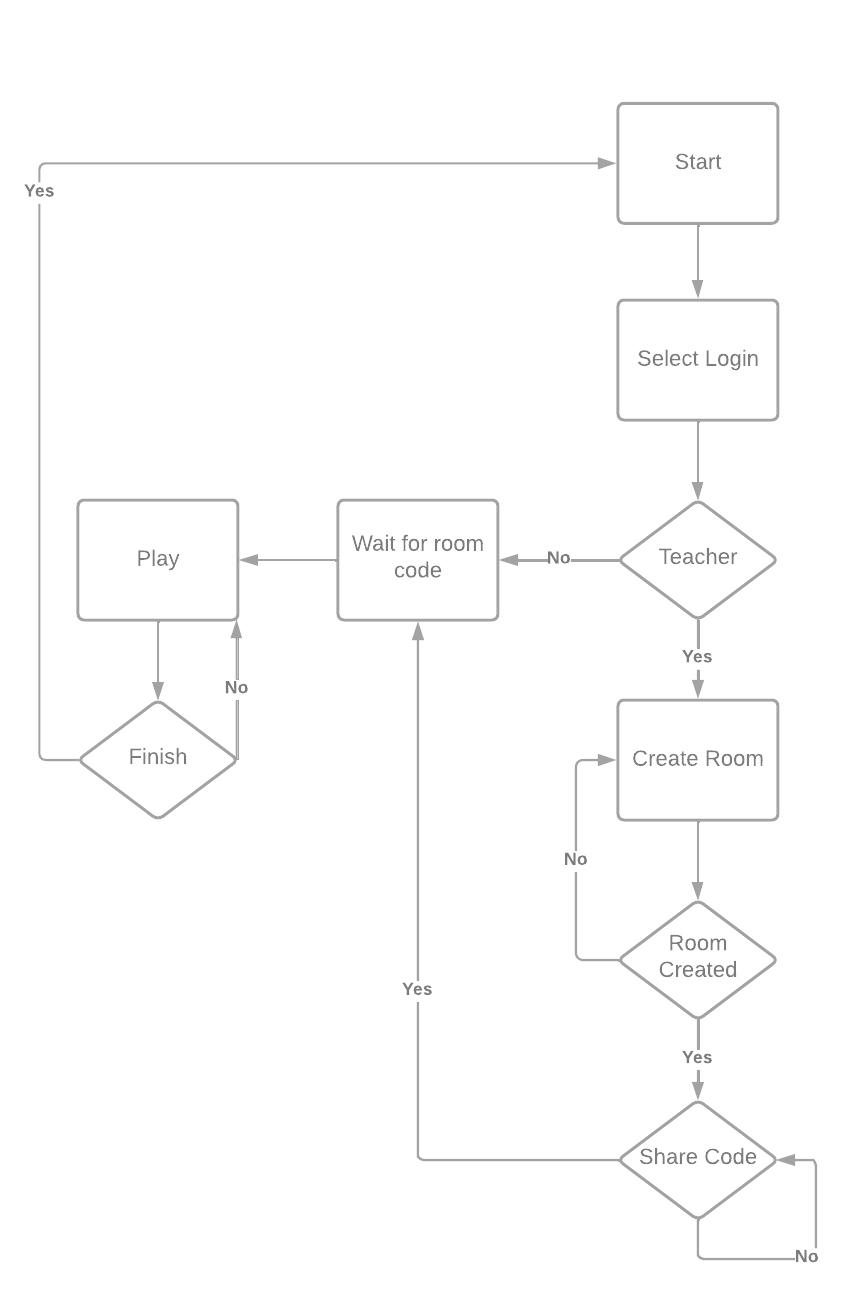 Start
Yes
Select Login
Play
Wait for room
code
No
Teacher
Yes
No
Finish
Create Room
No
Room
Created
Yes
Yes
Share Code
No